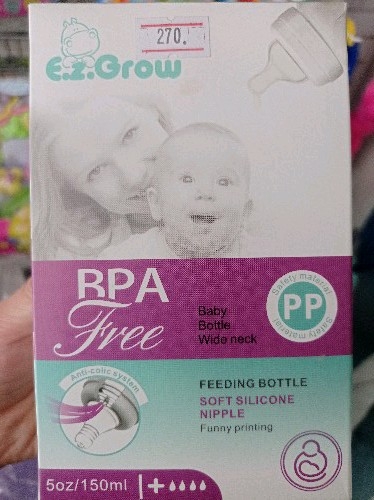 270.
E.z.Grow
BPA
Free
Baby
Bottle
Wide neck
Safety material
PP
Safety material
Anti-colic system
FEEDING BOTTLE
SOFT SILICONE
NIPPLE
Funny printing
5oz/150ml